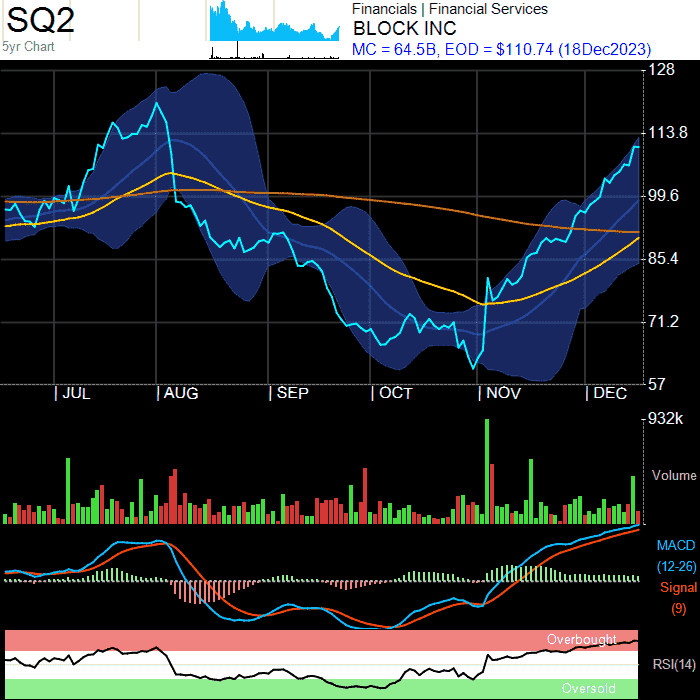 SQ2
5yr Chart
Financials | Financial Services
BLOCK INC
MC = 64.5B, EOD = $110.74 (18Dec2023)
128
113.8
99.6
85.4
71.2
57
| JUL | AUG | SEP | OCT | NOV | DEC
932k
Volume
MACD
(12-26)
Signal
(9)
Overbought
RSI(14)
Oversold